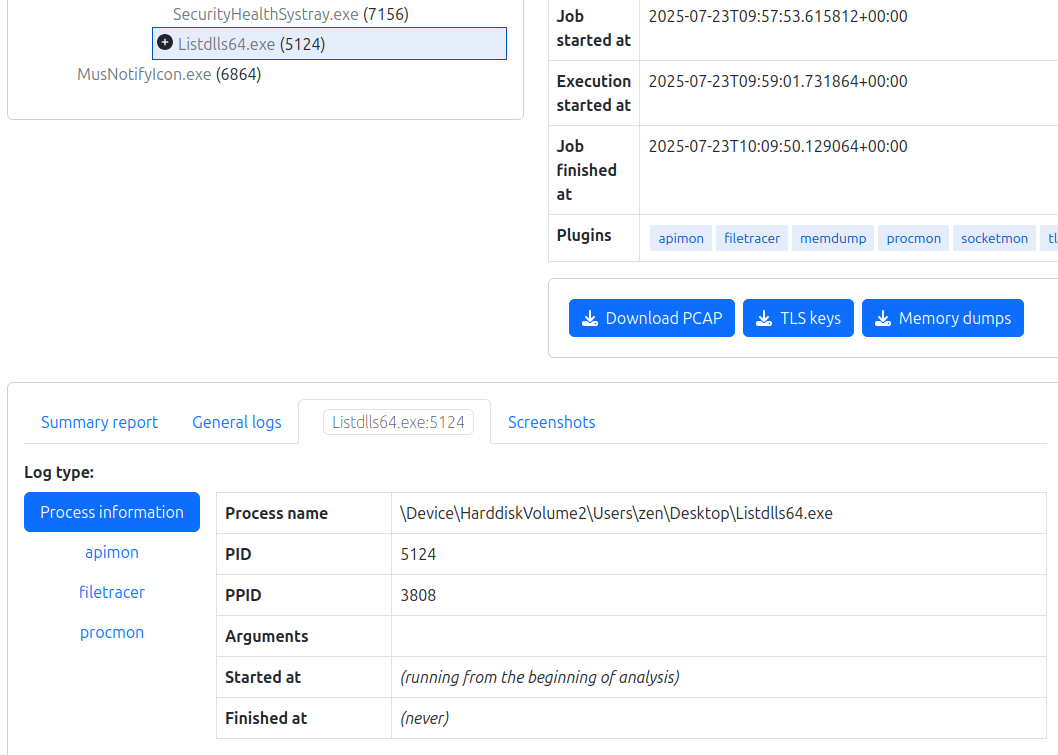 SecurityHealthSystray.exe (7156)
Listdlls64.exe (5124)
MusNotifyIcon.exe (6864)
Job started at 2025-07-23T09:57:53.615812+00:00
Execution started at 2025-07-23T09:59:01.731864+00:00
Job finished at 2025-07-23T10:09:50.129064+00:00
Plugins apimon filetracer memdump procmon socketmon tl
Download PCAP TLS keys Memory dumps
Summary report General logs Listdlls64.exe:5124 Screenshots
Log type:
Process information
apimon
filetracer
procmon
Process name \Device\HarddiskVolume2\Users\zen\Desktop\Listdlls64.exe
PID 5124
PPID 3808
Arguments
Started at (running from the beginning of analysis)
Finished at (never)